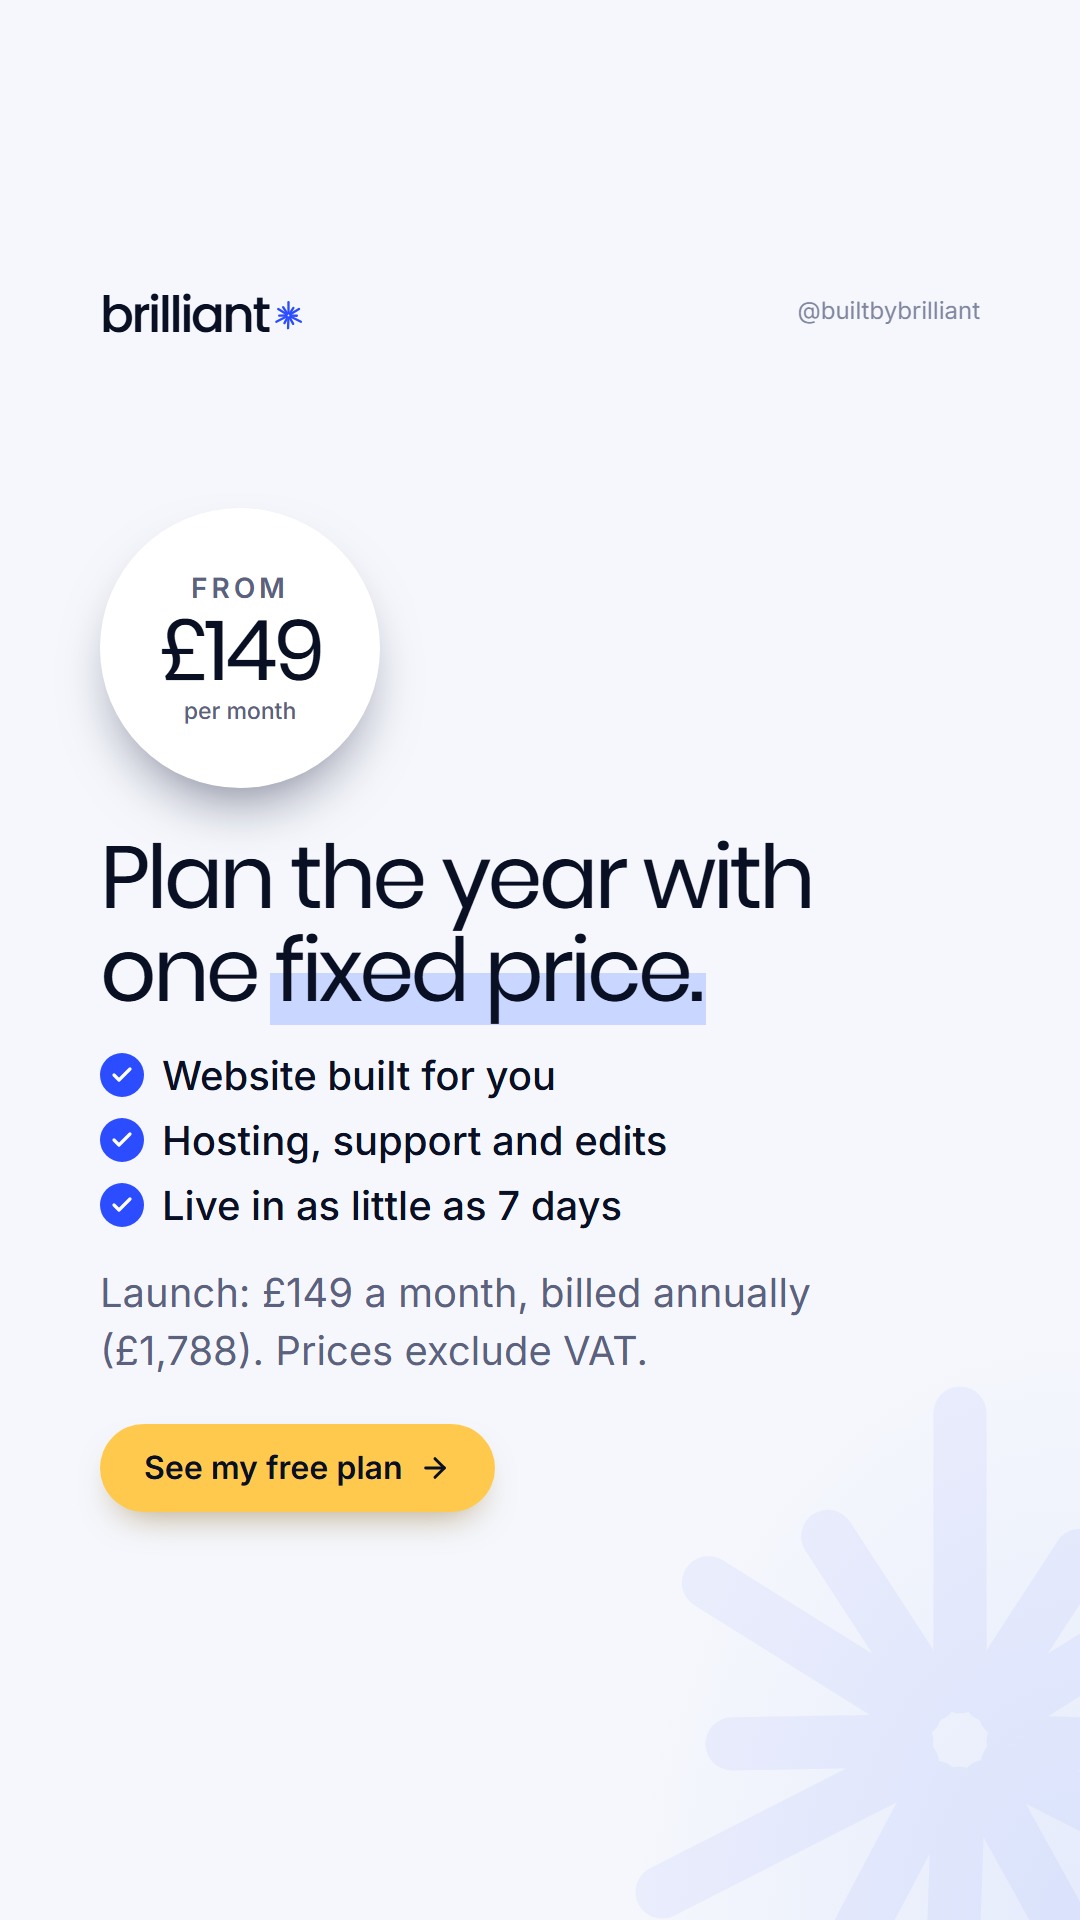 brilliant
@builtbybrilliant
FROM
£149
per month
Plan the year with
one fixed price.
Website built for you
Hosting, support and edits
Live in as little as 7 days
Launch: £149 a month, billed annually
(£1,788). Prices exclude VAT.
See my free plan →